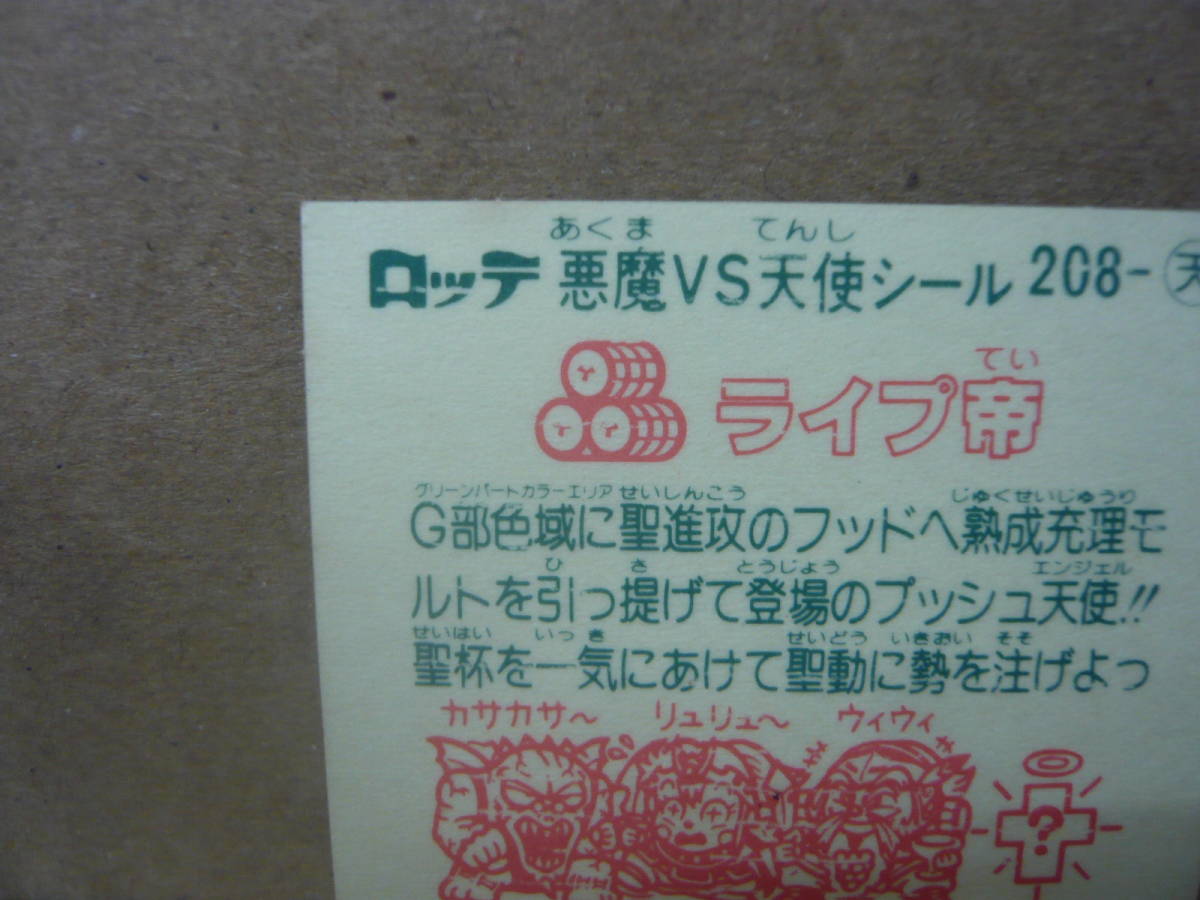 あくま てんし
ロッテ 悪魔VS天使シール 208-天
てい
ライプ帝
グリーンパートカラーエリア せいしんこう じゅくせいじゅうり
G部色域に聖進攻のフッドへ熟成充理モ
ひ さ とうじょう エンジェル
ルトを引っ提げて登場のプッシュ天使!!
せいはい いっき せいどう いきおい そそ
聖杯を一気にあけて聖動に勢を注げよっ
カサカサ〜 リュリュ〜 ウィウィ
?